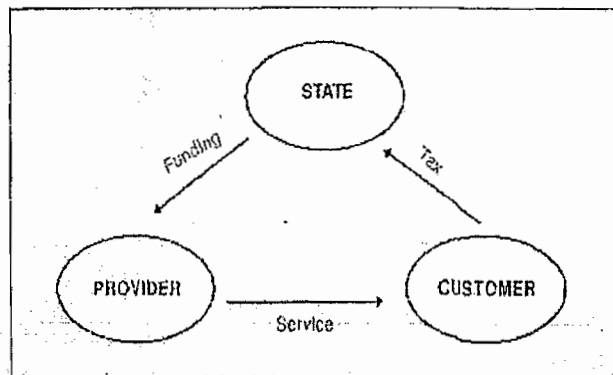 STATE
Funding
Tax
PROVIDER
CUSTOMER
Service